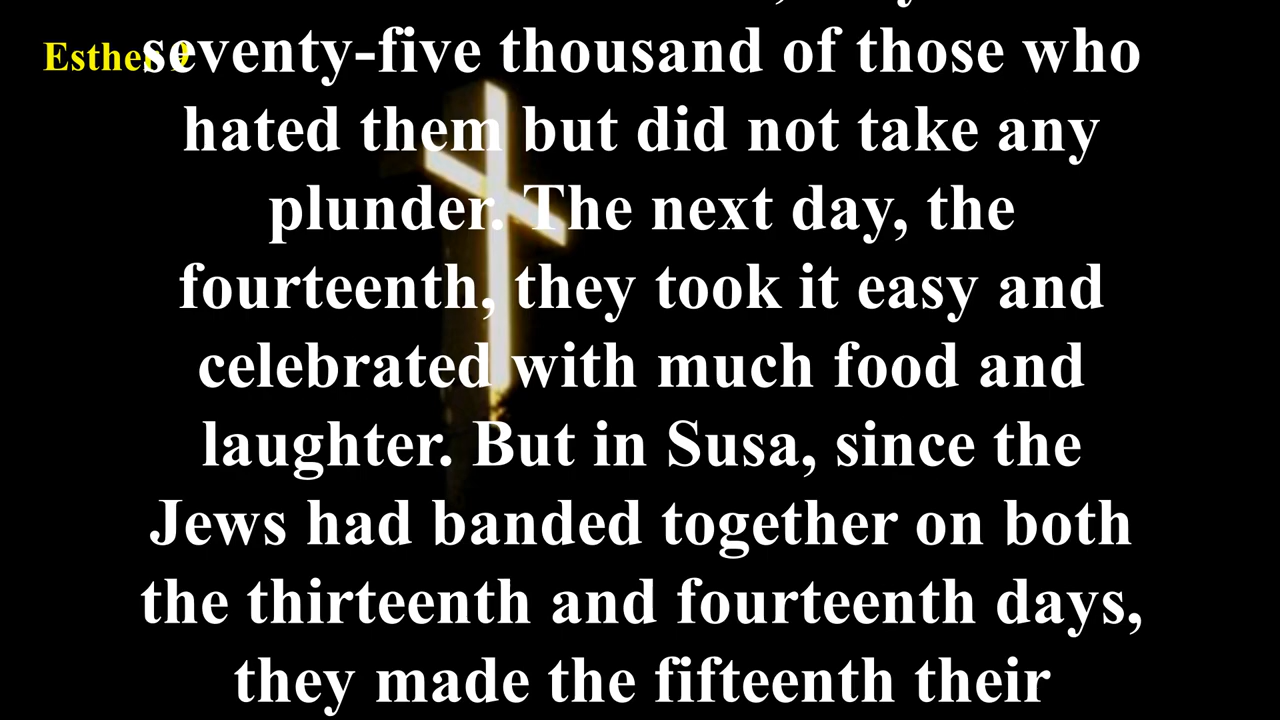 Esther 9
seventy-five thousand of those who
hated them but did not take any
plunder. The next day, the
fourteenth, they took it easy and
celebrated with much food and
laughter. But in Susa, since the
Jews had banded together on both
the thirteenth and fourteenth days,
they made the fifteenth their